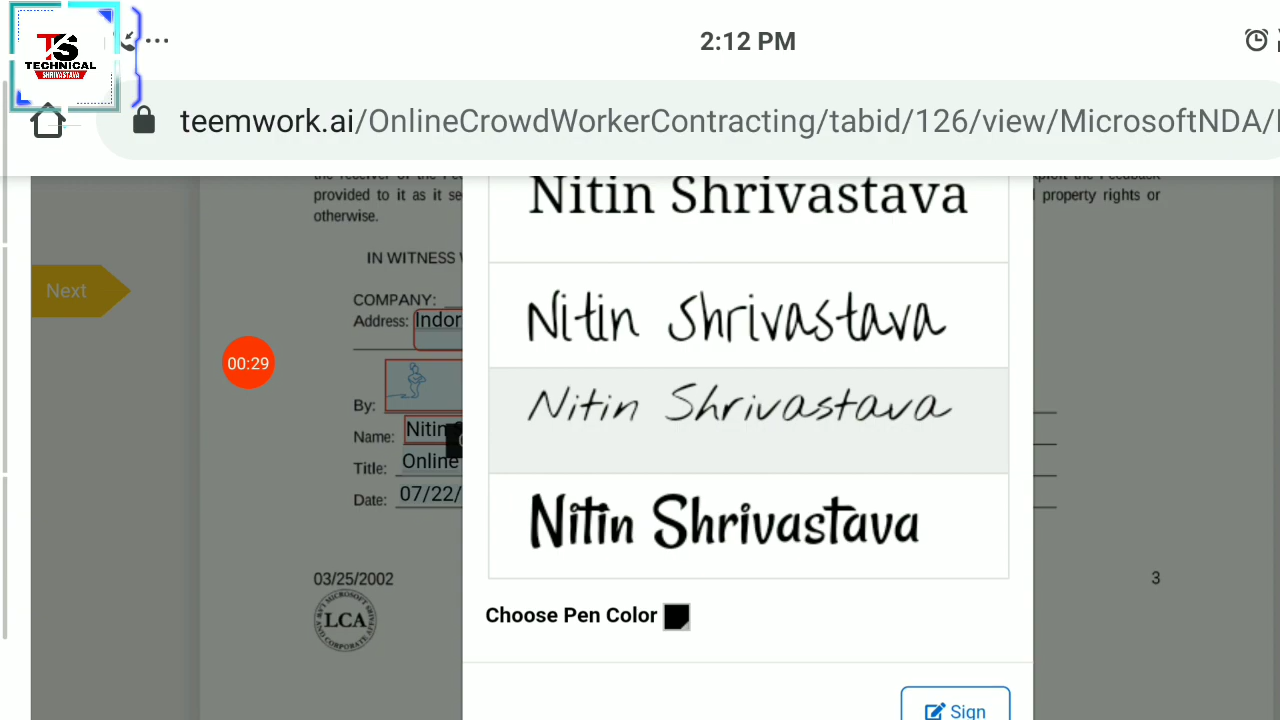 TS
TECHNICAL
SHRIVASTAVA
...
2:12 PM
teemwork.ai/OnlineCrowdWorkerContracting/tabid/126/view/MicrosoftNDA/
provided to it as it se
property rights or
otherwise.
IN WITNESS
COMPANY:
Address: Indor
Next
00:29
By:
Name: Nitin
Title: Online
Date: 07/22/
03/25/2002
3
LCA
Nitin Shrivastava
Nitin Shrivastava
Nitin Shrivastava
Nitin Shrivastava
Choose Pen Color
Sign